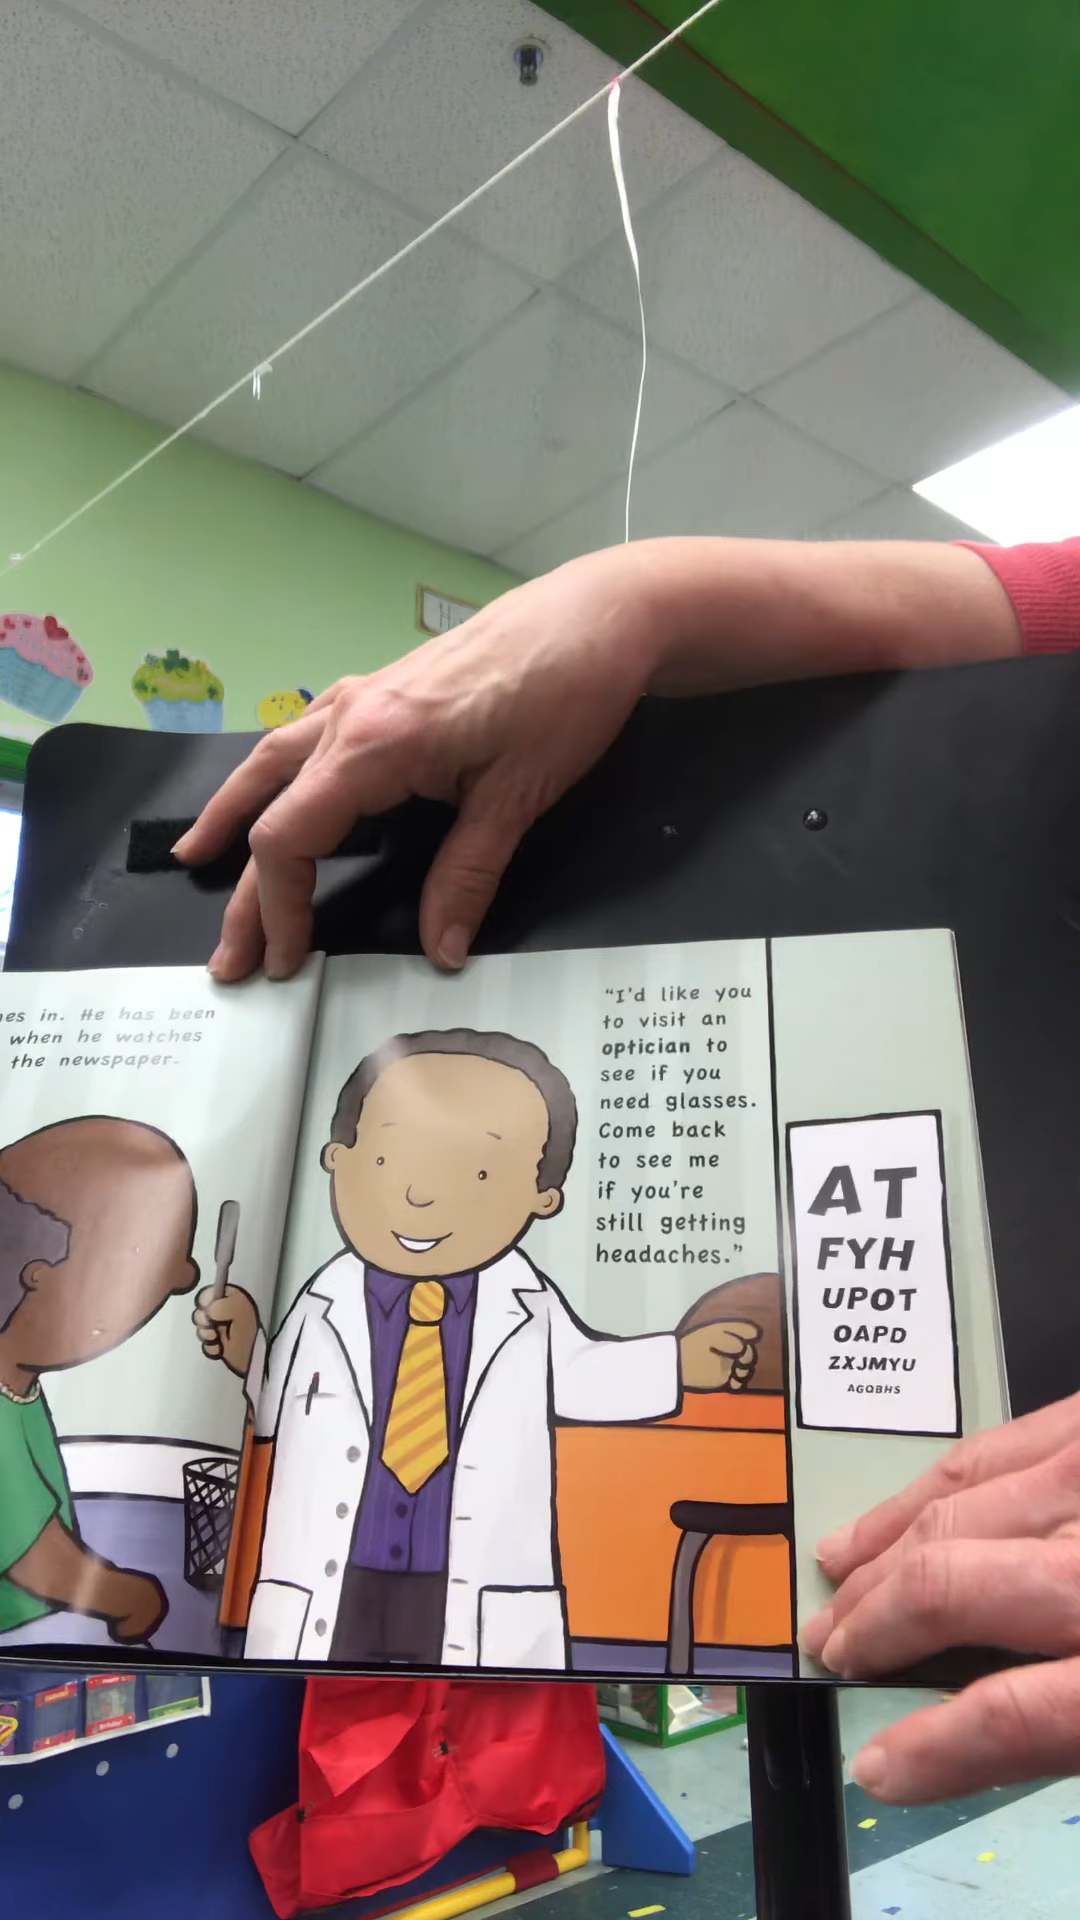 in. He has been
when he watches
the newspaper.
"I'd like you
to visit an
optician to
see if you
need glasses.
Come back
to see me
if you're
still getting
headaches."
AT
FYH
UPOT
OAPD
ZXJMYU
AGQBHS